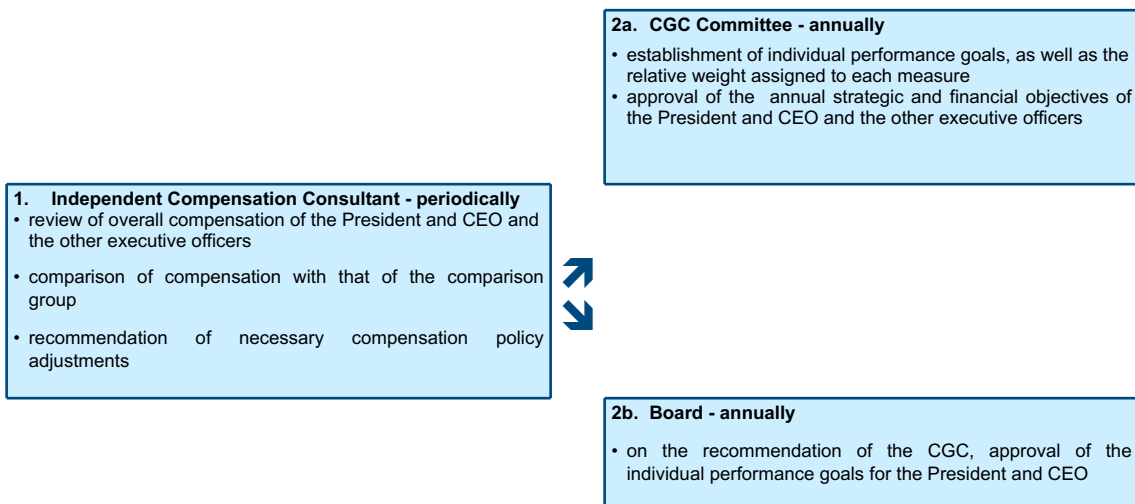 2a. CGC Committee - annually
• establishment of individual performance goals, as well as the
relative weight assigned to each measure
• approval of the annual strategic and financial objectives of
the President and CEO and the other executive officers
1. Independent Compensation Consultant - periodically
• review of overall compensation of the President and CEO and
the other executive officers
• comparison of compensation with that of the comparison
group
• recommendation of necessary compensation policy
adjustments
2b. Board - annually
• on the recommendation of the CGC, approval of the
individual performance goals for the President and CEO